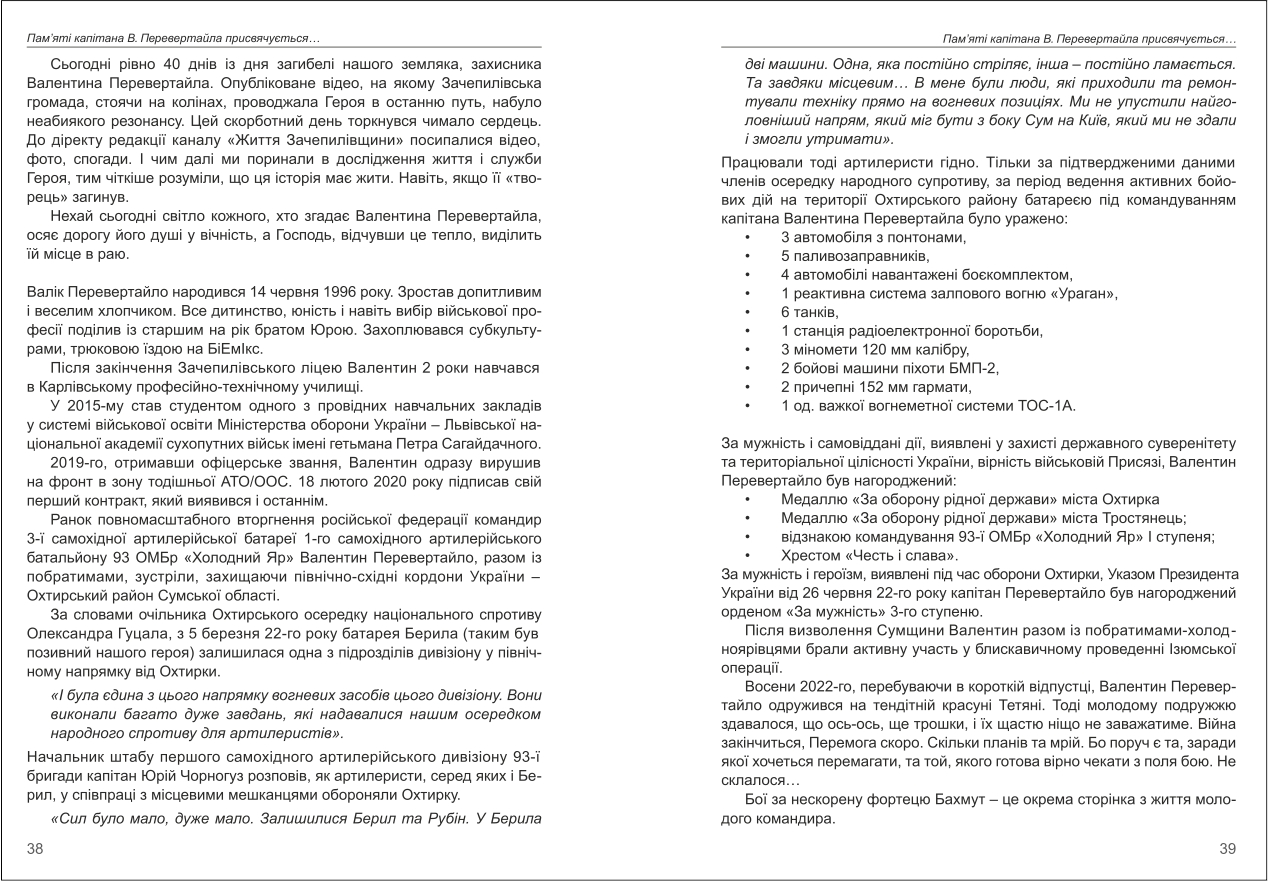 Пам’яті капітана В. Перевертайла присвячується…
Сьогодні рівно 40 днів із дня загибелі нашого земляка, захисника
Валентина Перевертайла. Опубліковане відео, на якому Зачепилівська
громада, стоячи на колінах, проводжала Героя в останню путь, набуло
неабиякого резонансу. Цей скорботний день торкнувся чимало сердець.
До діректу редакції каналу «Життя Зачепилівщини» посипалися відео,
фото, спогади. І чим далі ми поринали в дослідження життя і служби
Героя, тим чіткіше розуміли, що ця історія має жити. Навіть, якщо її «тво-
рець» загинув.
Нехай сьогодні світло кожного, хто згадає Валентина Перевертайла,
осяє дорогу його душі у вічність, а Господь, відчувши це тепло, виділить
їй місце в раю.
Валік Перевертайло народився 14 червня 1996 року. Зростав допитливим
і веселим хлопчиком. Все дитинство, юність і навіть вибір військової про-
фесії поділив із старшим на рік братом Юрою. Захоплювався субкульту-
рами, трюковою їздою на БіЕмІкс.
Після закінчення Зачепилівського ліцею Валентин 2 роки навчався
в Карлівському професійно-технічному училищі.
У 2015-му став студентом одного з провідних навчальних закладів
у системі військової освіти Міністерства оборони України – Львівської на-
ціональної академії сухопутних військ імені гетьмана Петра Сагайдачного.
2019-го, отримавши офіцерське звання, Валентин одразу вирушив
на фронт в зону тодішньої АТО/ООС. 18 лютого 2020 року підписав свій
перший контракт, який виявився і останнім.
Ранок повномасштабного вторгнення російської федерації командир
3-ї самохідної артилерійської батареї 1-го самохідного артилерійського
батальйону 93 ОМБр «Холодний Яр» Валентин Перевертайло, разом із
побратимами, зустріли, захищаючи північно-східні кордони України –
Охтирський район Сумської області.
За словами очільника Охтирського осередку національного спротиву
Олександра Гуцала, з 5 березня 22-го року батарея Берила (таким був
позивний нашого героя) залишилася одна з підрозділів дивізіону у північ-
ному напрямку від Охтирки.
«І була єдина з цього напрямку вогневих засобів цього дивізіону. Вони
виконали багато дуже завдань, які надавалися нашим осередком
народного спротиву для артилеристів».
Начальник штабу першого самохідного артилерійського дивізіону 93-ї
бригади капітан Юрій Чорногуз розповів, як артилеристи, серед яких і Бе-
рил, у співпраці з місцевими мешканцями обороняли Охтирку.
«Сил було мало, дуже мало. Залишилися Берил та Рубін. У Берила
38
Пам’яті капітана В. Перевертайла присвячується…
дві машини. Одна, яка постійно стріляє, інша – постійно ламається.
Та завдяки місцевим… В мене були люди, які приходили та ремон-
тували техніку прямо на вогневих позиціях. Ми не упустили найго-
ловніший напрям, який міг бути з боку Сум на Київ, який ми не здали
і змогли утримати».
Працювали тоді артилеристи гідно. Тільки за підтвердженими даними
членів осередку народного супротиву, за період ведення активних бойо-
вих дій на території Охтирського району батареєю під командуванням
капітана Валентина Перевертайла було уражено:
• 3 автомобіля з понтонами,
• 5 паливозаправників,
• 4 автомобілі навантажені боєкомплектом,
• 1 реактивна система залпового вогню «Ураган»,
• 6 танків,
• 1 станція радіоелектронної боротьби,
• 3 міномети 120 мм калібру,
• 2 бойові машини піхоти БМП-2,
• 2 причепні 152 мм гармати,
• 1 од. важкої вогнеметної системи ТОС-1А.
За мужність і самовіддані дії, виявлені у захисті державного суверенітету
та територіальної цілісності України, вірність військовій Присязі, Валентин
Перевертайло був нагороджений:
• Медаллю «За оборону рідної держави» міста Охтирка
• Медаллю «За оборону рідної держави» міста Тростянець;
• відзнакою командування 93-ї ОМБр «Холодний Яр» І ступеня;
• Хрестом «Честь і слава».
За мужність і героїзм, виявлені під час оборони Охтирки, Указом Президента
України від 26 червня 22-го року капітан Перевертайло був нагороджений
орденом «За мужність» 3-го ступеню.
Після визволення Сумщини Валентин разом із побратимами-холод-
ноярівцями брали активну участь у блискавичному проведенні Ізюмської
операції.
Восени 2022-го, перебуваючи в короткій відпустці, Валентин Перевер-
тайло одружився на тендітній красуні Тетяні. Тоді молодому подружжю
здавалося, що ось-ось, ще трошки, і їх щастю ніщо не заважатиме. Війна
закінчиться, Перемога скоро. Скільки планів та мрій. Бо поруч є та, заради
якої хочеться перемагати, та той, якого готова вірно чекати з поля бою. Не
склалося…
Бої за нескорену фортецю Бахмут – це окрема сторінка з життя моло-
дого командира.
39